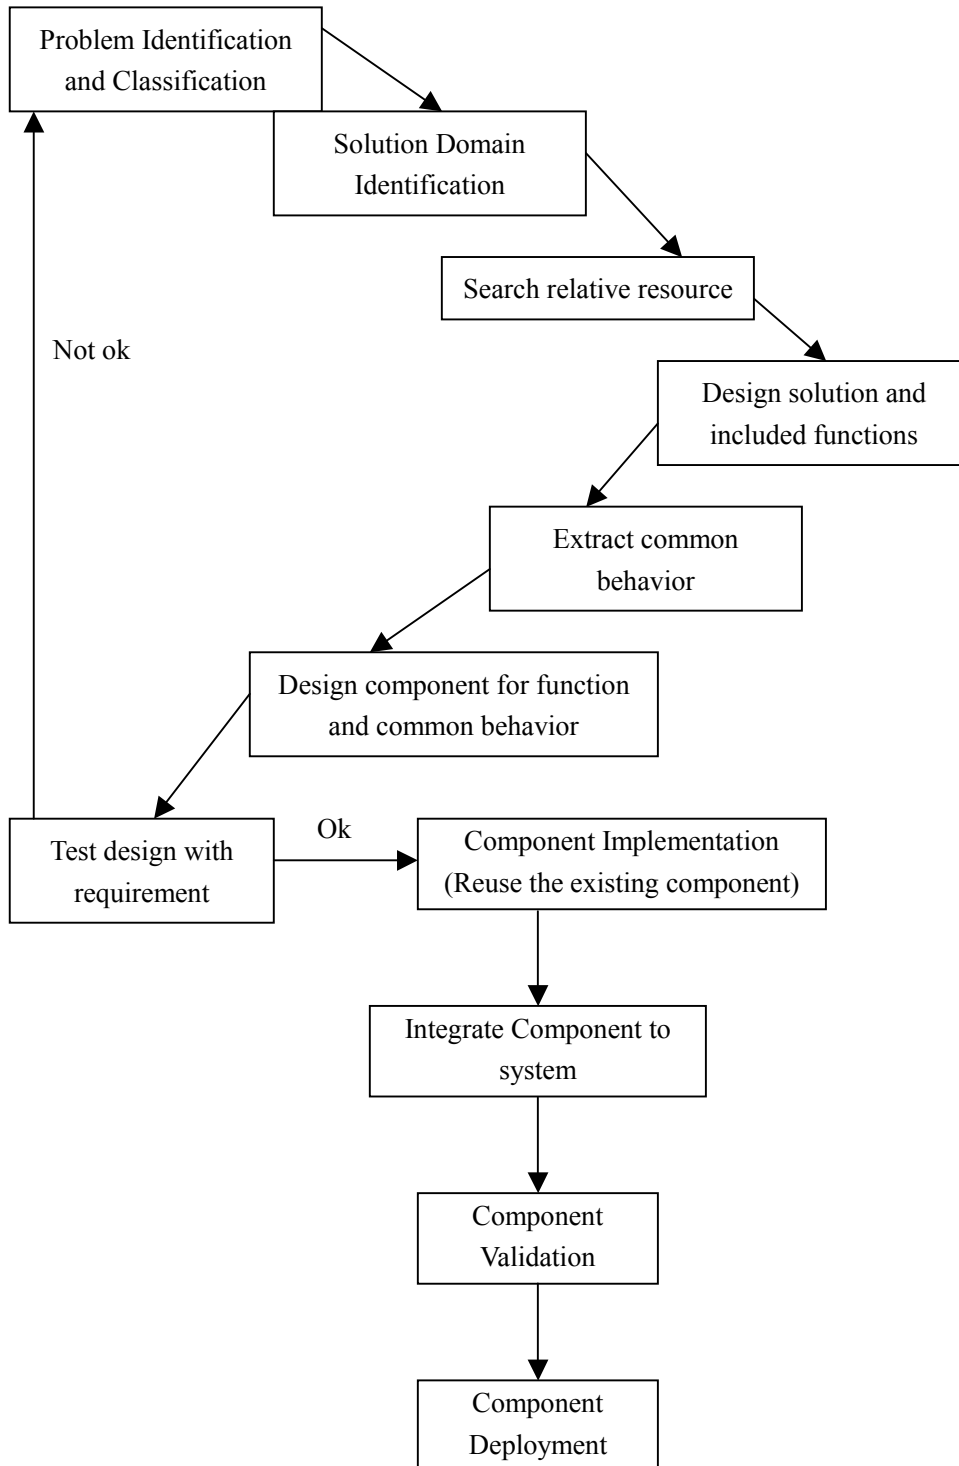 Problem Identification
and Classification
Solution Domain
Identification
Search relative resource
Not ok
Design solution and
included functions
Extract common
behavior
Design component for function
and common behavior
Ok
Test design with
requirement
Component Implementation
(Reuse the existing component)
Integrate Component to
system
Component
Validation
Component
Deployment